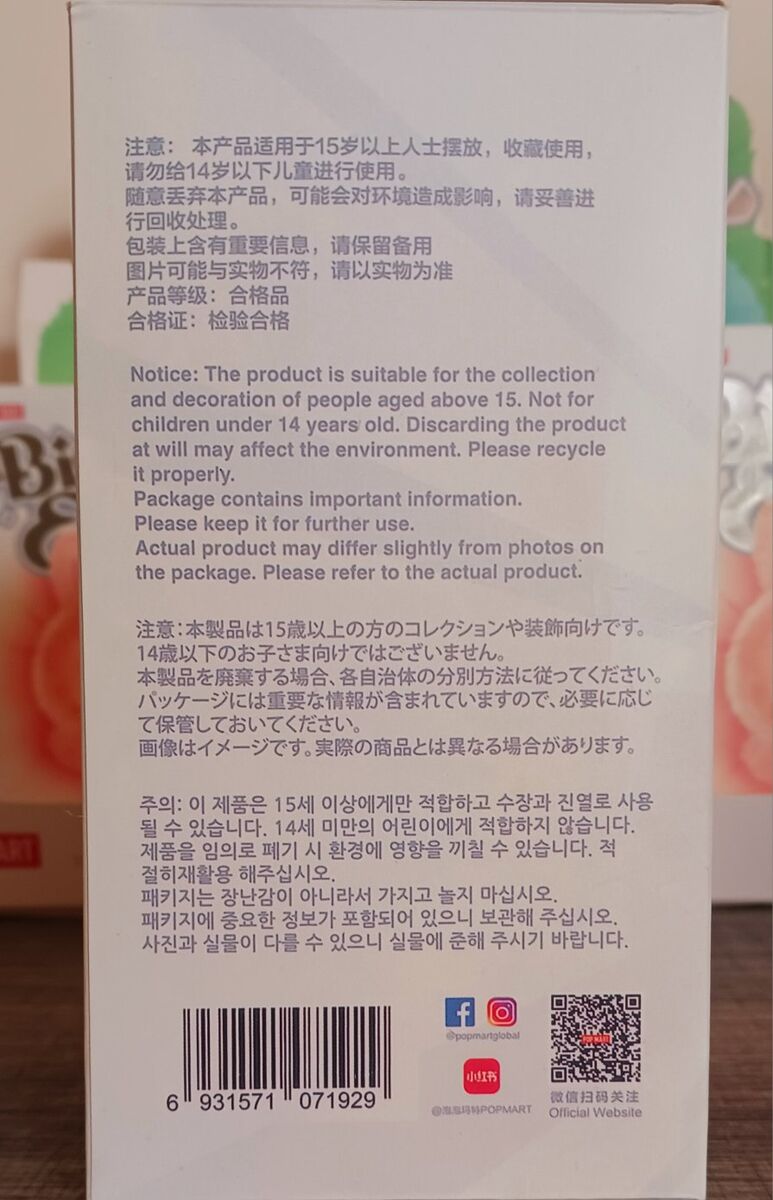 注意： 本产品适用于15岁以上人士摆放，收藏使用，
请勿给14岁以下儿童进行使用。
随意丢弃本产品，可能会对环境造成影响，请妥善进
行回收处理。
包装上含有重要信息，请保留备用
图片可能与实物不符，请以实物为准
产品等级：合格品
合格证：检验合格
Notice: The product is suitable for the collection
and decoration of people aged above 15. Not for
children under 14 years old. Discarding the product
at will may affect the environment. Please recycle
it properly.
Package contains important information.
Please keep it for further use.
Actual product may differ slightly from photos on
the package. Please refer to the actual product.
注意：本製品は15歳以上の方のコレクションや装飾向けです。
14歳以下のお子さま向けではございません。
本製品を廃棄する場合、各自治体の分別方法に従ってください。
パッケージには重要な情報が含まれていますので、必要に応じ
て保管しておいてください。
画像はイメージです。実際の商品とは異なる場合があります。
주의: 이 제품은 15세 이상에게만 적합하고 수장과 진열로 사용
될 수 있습니다. 14세 미만의 어린이에게 적합하지 않습니다.
제품을 임의로 폐기 시 환경에 영향을 끼칠 수 있습니다. 적
절히재활용 해주십시오.
패키지는 장난감이 아니라서 가지고 놀지 마십시오.
패키지에 중요한 정보가 포함되어 있으니 보관해 주십시오.
사진과 실물이 다를 수 있으니 실물에 준해 주시기 바랍니다.
@popmartglobal
POP MART
小红书
6 931571 071929
@泡泡玛特POPMART
微信扫码关注
Official Website
Bi
ART